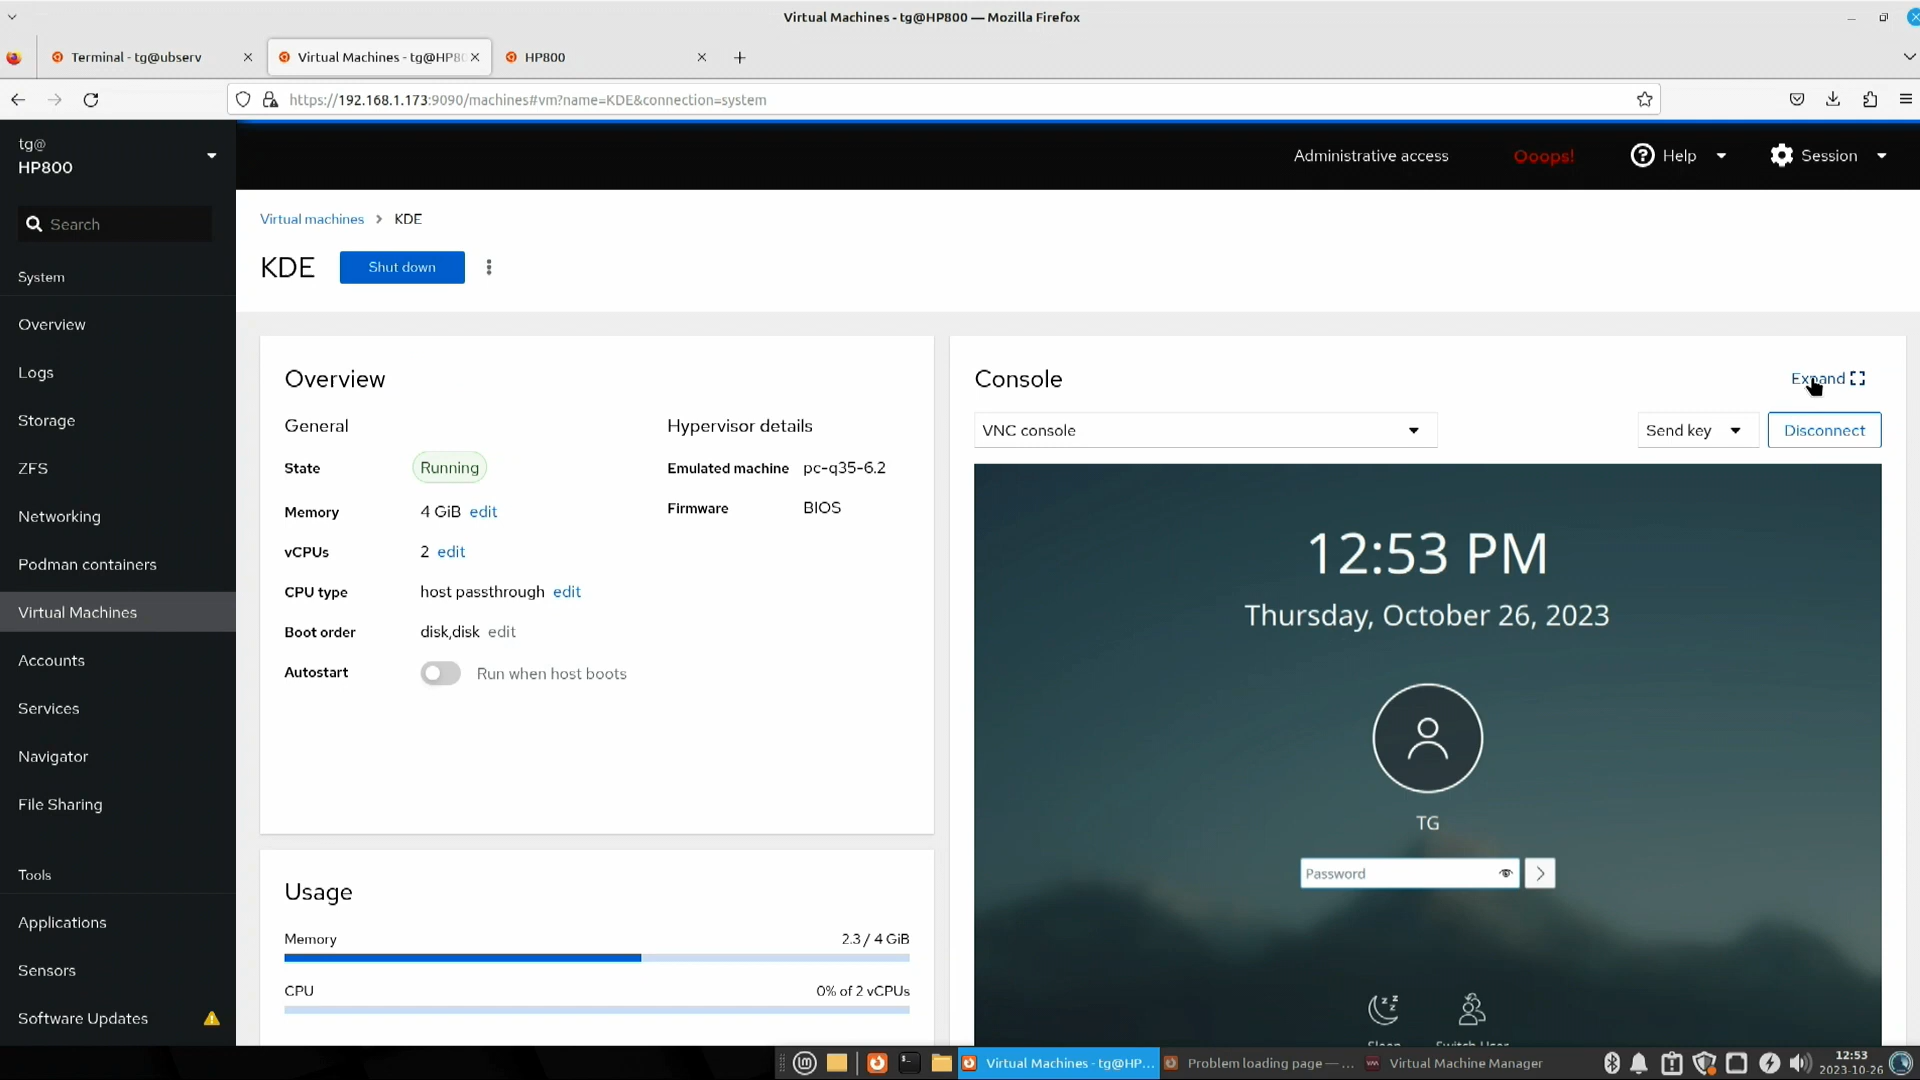 Virtual Machines - tg@HP800 — Mozilla Firefox
Terminal - tg@ubserv
Virtual Machines - tg@HP80
HP800
https://192.168.1.173:9090/machines#vm?name=KDE&connection=system
tg@
HP800
Administrative access
Ooops!
Help
Session
Search
System
Overview
Logs
Storage
ZFS
Networking
Podman containers
Virtual Machines
Accounts
Services
Navigator
File Sharing
Tools
Applications
Sensors
Software Updates
Virtual machines > KDE
KDE
Shut down
Overview
General
State Running
Memory 4 GiB edit
vCPUs 2 edit
CPU type host passthrough edit
Boot order disk,disk edit
Autostart Run when host boots
Hypervisor details
Emulated machine pc-q35-6.2
Firmware BIOS
Usage
Memory 2.3 / 4 GiB
CPU 0% of 2 vCPUs
Console
Expand
VNC console
Send key
Disconnect
12:53 PM
Thursday, October 26, 2023
TG
Password
Sleep
Switch User
Virtual Machines - tg@HP...
Problem loading page — ...
Virtual Machine Manager
12:53
2023-10-26